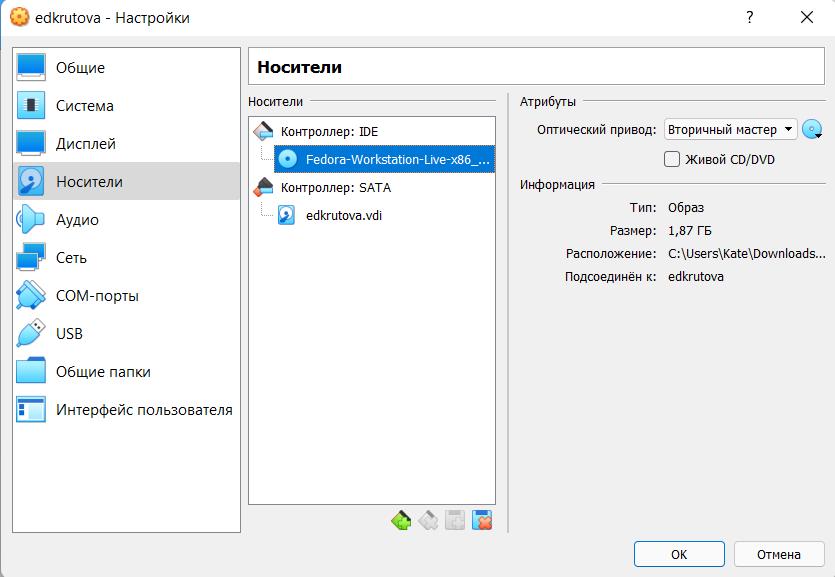 edkrutova - Настройки
?
Общие
Система
Дисплей
Носители
Аудио
Сеть
COM-порты
USB
Общие папки
Интерфейс пользователя
Носители
Носители
Контроллер: IDE
Fedora-Workstation-Live-x86_...
Контроллер: SATA
edkrutova.vdi
Атрибуты
Оптический привод: Вторичный мастер
Живой CD/DVD
Информация
Тип: Образ
Размер: 1,87 ГБ
Расположение: C:\Users\Kate\Downloads...
Подсоединён к: edkrutova
OK
Отмена